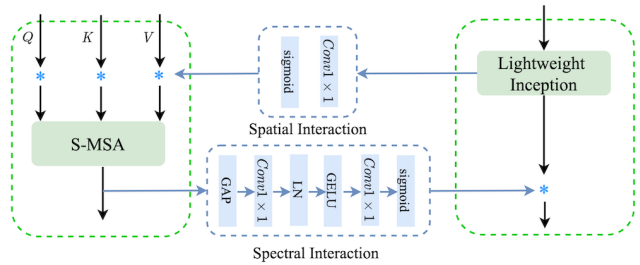 Q K V
* * *
S-MSA
sigmoid
Conv1 × 1
Spatial Interaction
Lightweight
Inception
GAP
Conv1 × 1
LN
GELU
Conv1 × 1
sigmoid
Spectral Interaction
*